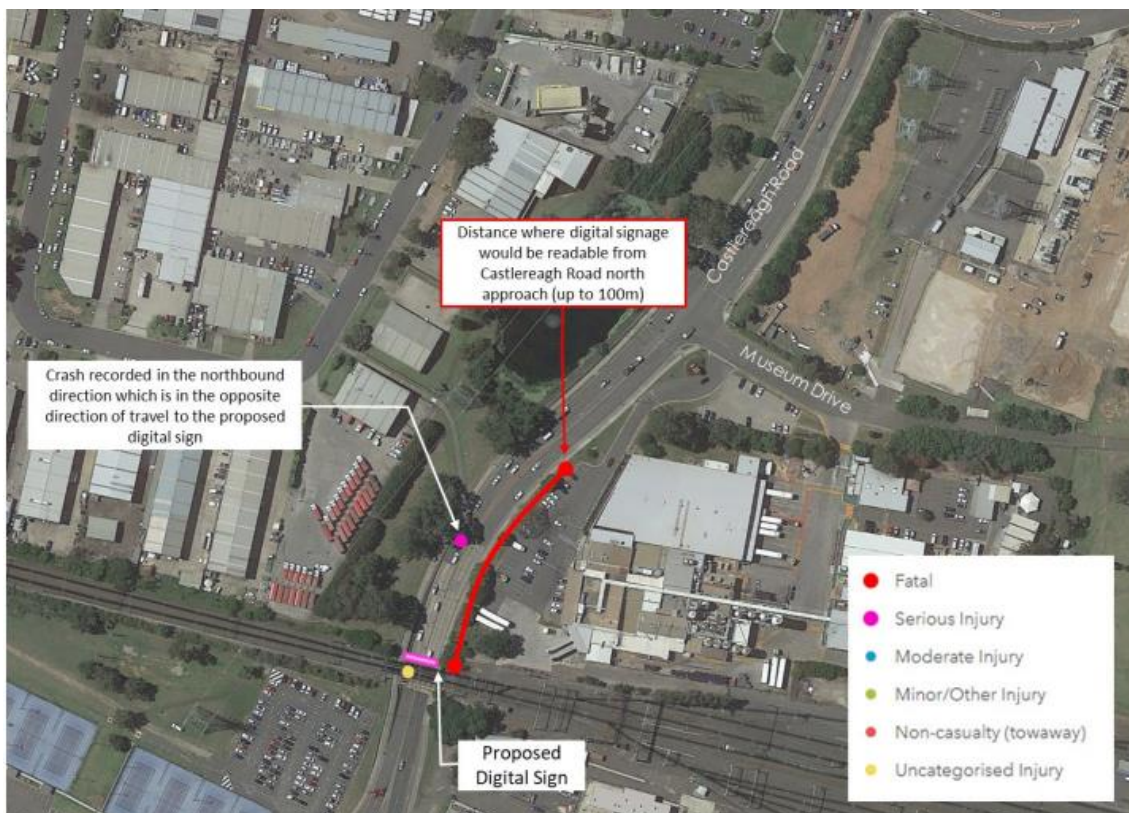 Castlereagh Road
Distance where digital signage
would be readable from
Castlereagh Road north
approach (up to 100m)
Museum Drive
Crash recorded in the northbound
direction which is in the opposite
direction of travel to the proposed
digital sign
Proposed
Digital Sign
Fatal
Serious Injury
Moderate Injury
Minor/Other Injury
Non-casualty (towaway)
Uncategorised Injury